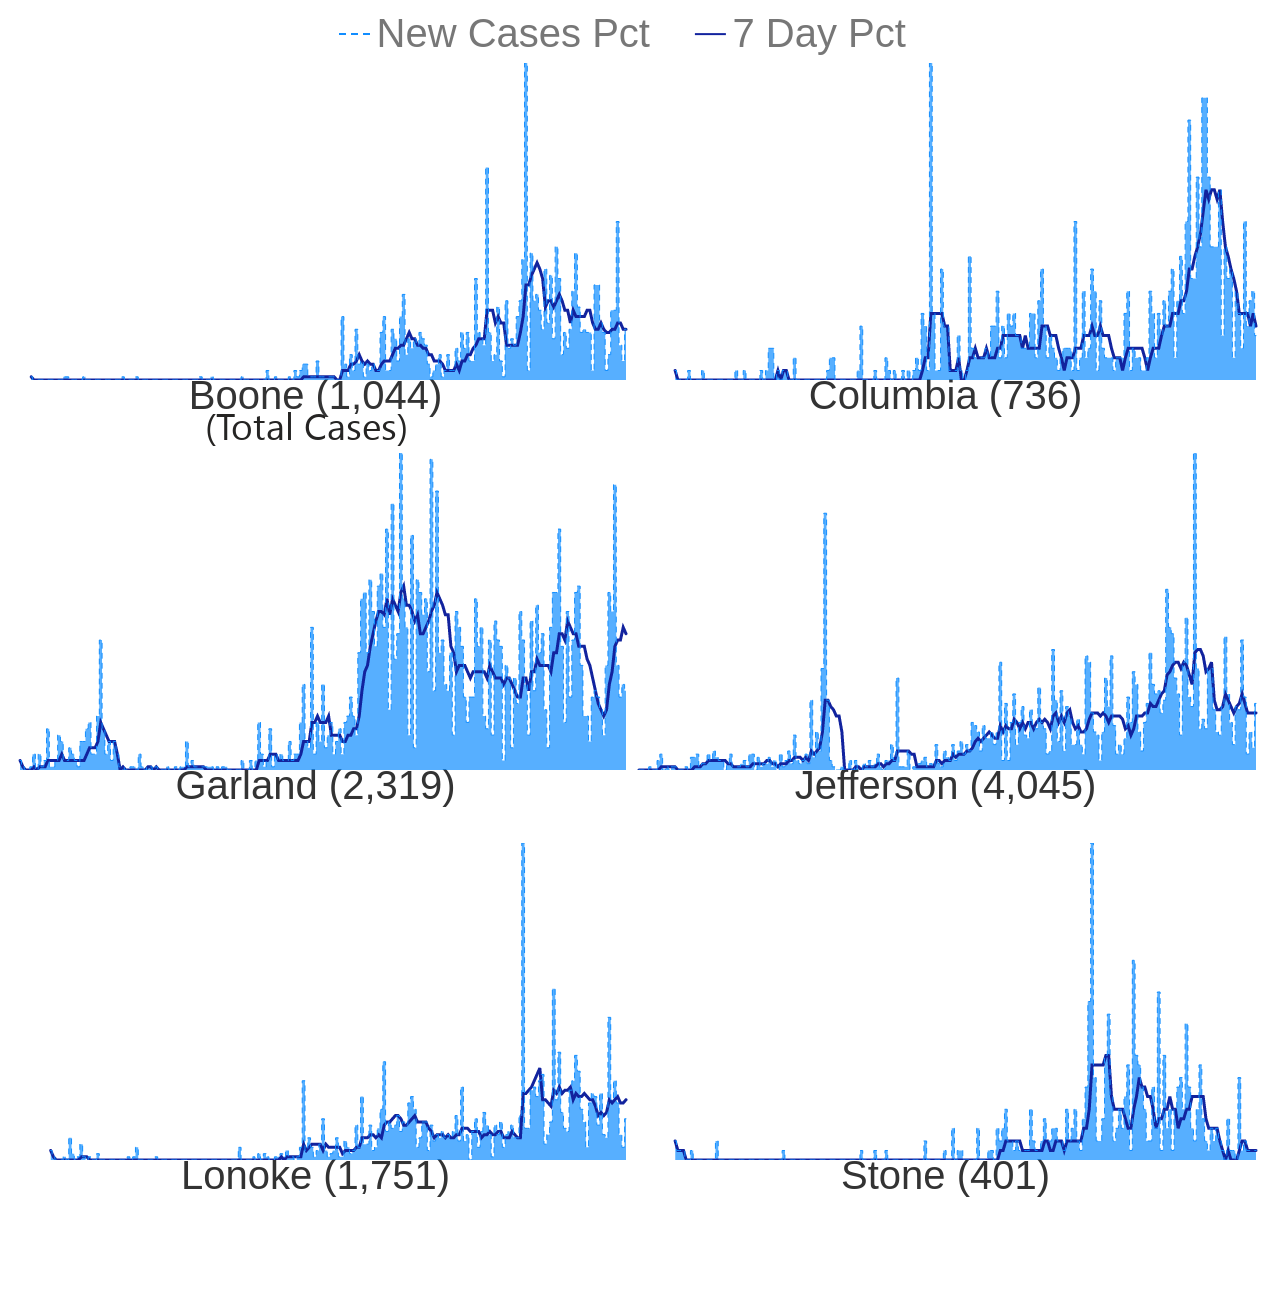 New Cases Pct 7 Day Pct
Boone (1,044) Columbia (736)
(Total Cases)
Garland (2,319) Jefferson (4,045)
Lonoke (1,751) Stone (401)